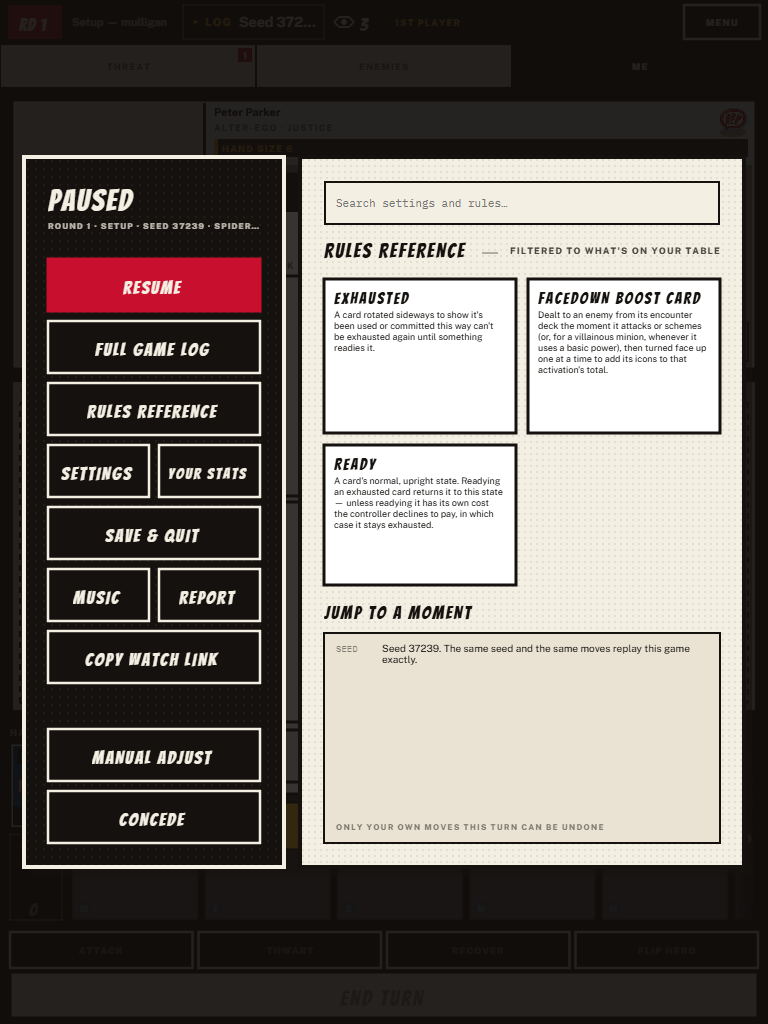 RD 1
Setup — mulligan
• LOG Seed 372…
3
1ST PLAYER
MENU
THREAT
1
ENEMIES
ME
Peter Parker
ALTER-EGO · JUSTICE
HAND SIZE 6
PAUSED
ROUND 1 · SETUP · SEED 37239 · SPIDER…
RESUME
FULL GAME LOG
RULES REFERENCE
SETTINGS
YOUR STATS
SAVE & QUIT
MUSIC
REPORT
COPY WATCH LINK
MANUAL ADJUST
CONCEDE
Search settings and rules…
RULES REFERENCE — FILTERED TO WHAT'S ON YOUR TABLE
EXHAUSTED
A card rotated sideways to show it's
been used or committed this way can't
be exhausted again until something
readies it.
FACEDOWN BOOST CARD
Dealt to an enemy from its encounter
deck the moment it attacks or schemes
(or, for a villainous minion, whenever it
uses a basic power), then turned face up
one at a time to add its icons to that
activation's total.
READY
A card's normal, upright state. Readying
an exhausted card returns it to this state
— unless readying it has its own cost
the controller declines to pay, in which
case it stays exhausted.
JUMP TO A MOMENT
SEED
Seed 37239. The same seed and the same moves replay this game
exactly.
ONLY YOUR OWN MOVES THIS TURN CAN BE UNDONE
0
ATTACK
THWART
RECOVER
FLIP HERO
END TURN